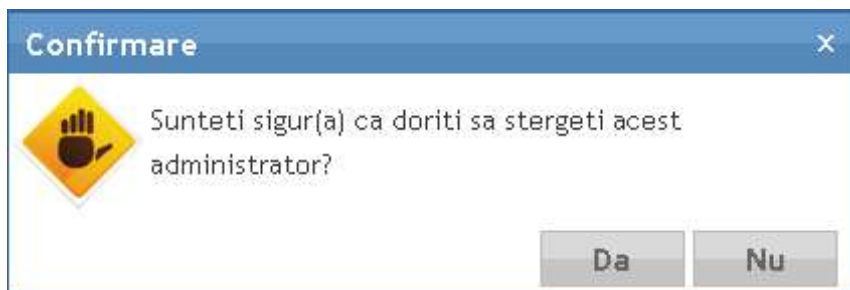 Confirmare
Sunteti sigur(a) ca doriti sa stergeti acest
administrator?
Da
Nu